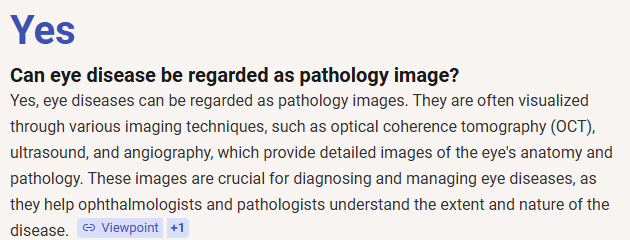 Yes
Can eye disease be regarded as pathology image?
Yes, eye diseases can be regarded as pathology images. They are often visualized
through various imaging techniques, such as optical coherence tomography (OCT),
ultrasound, and angiography, which provide detailed images of the eye's anatomy and
pathology. These images are crucial for diagnosing and managing eye diseases, as
they help ophthalmologists and pathologists understand the extent and nature of the
disease. Viewpoint +1